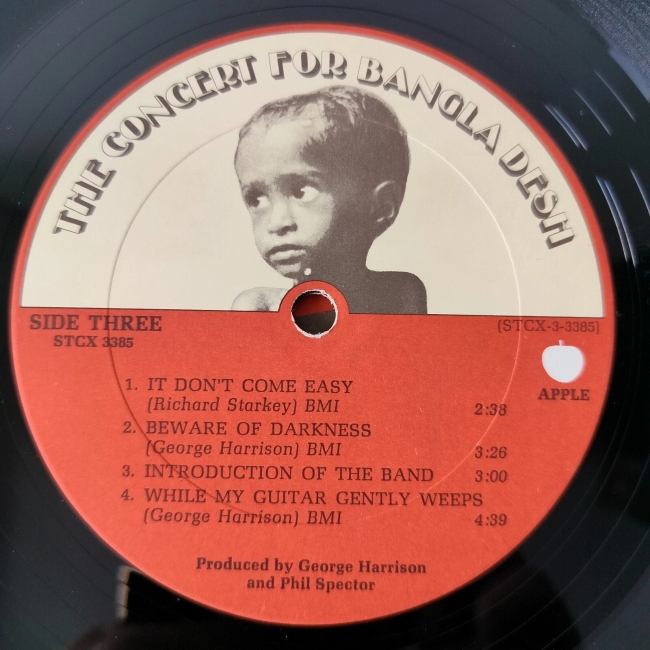 THE CONCERT FOR BANGLA DESH
SIDE THREE
STCX 3385
(STCX-3-3385)
APPLE
1. IT DON'T COME EASY
(Richard Starkey) BMI 2:38
2. BEWARE OF DARKNESS
(George Harrison) BMI 3:26
3. INTRODUCTION OF THE BAND 3:00
4. WHILE MY GUITAR GENTLY WEEPS
(George Harrison) BMI 4:39
Produced by George Harrison
and Phil Spector